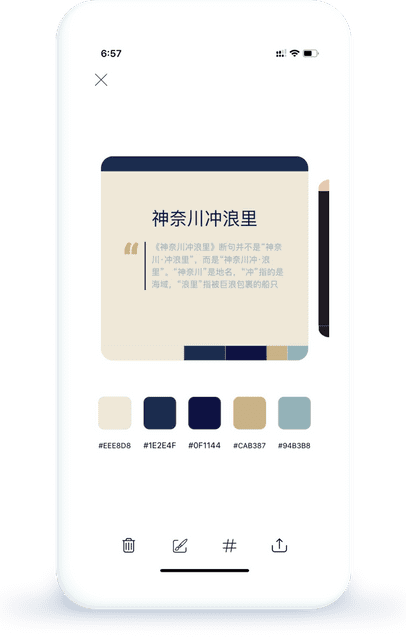 6:57
神奈川冲浪里
“
《神奈川冲浪里》断句并不是“神奈
川·冲浪里”，而是“神奈川冲·浪
里”。“神奈川”是地名，“冲”指的是
海域，“浪里”指被巨浪包裹的船只
#EEE8D8 #1E2E4F #0F1144 #CAB387 #94B3B8
#